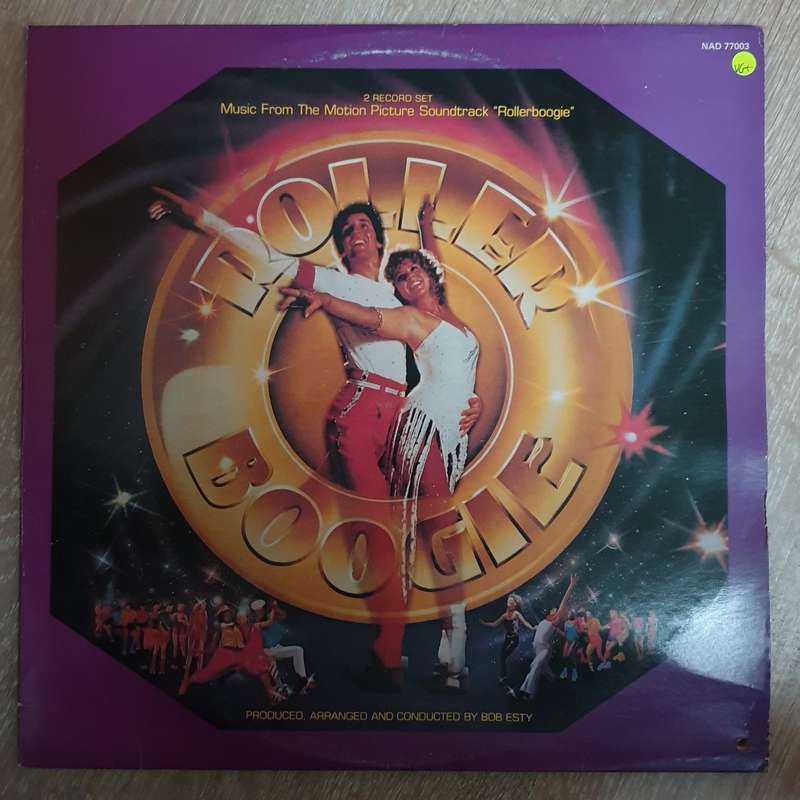 NAD 77003
VG+
2 RECORD SET
Music From The Motion Picture Soundtrack "Rollerboogie"
ROLLER
BOOGIE
PRODUCED, ARRANGED AND CONDUCTED BY BOB ESTY